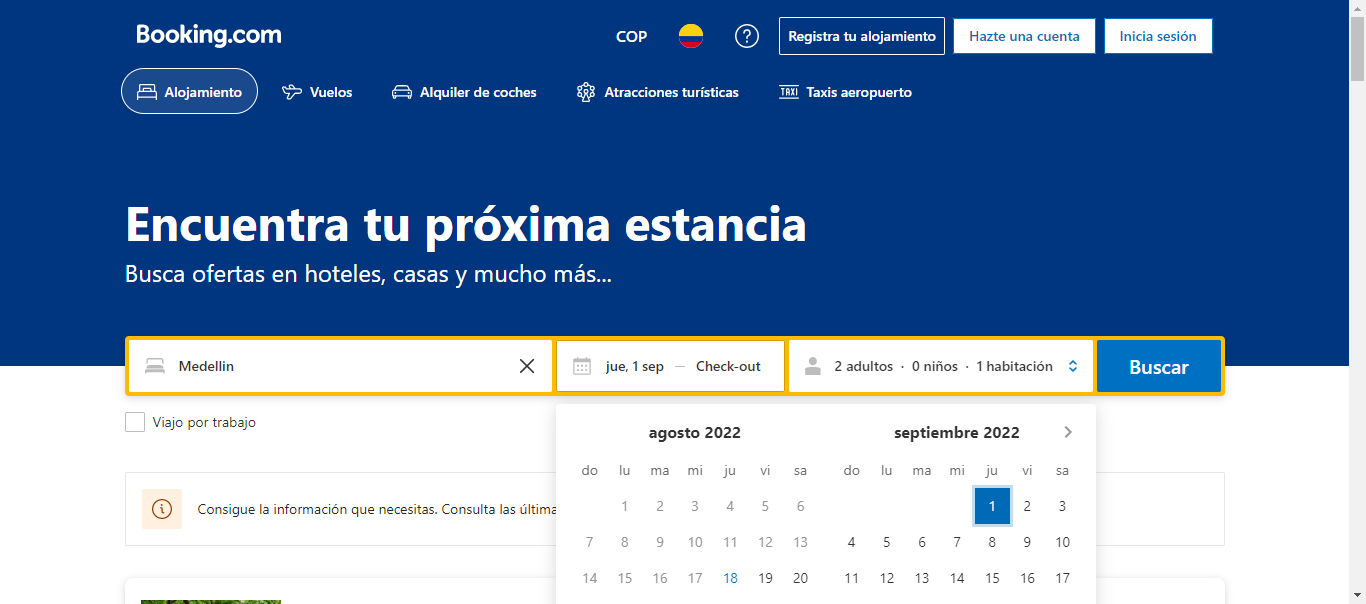 Booking.com
COP
?
Registra tu alojamiento
Hazte una cuenta
Inicia sesión
Alojamiento
Vuelos
Alquiler de coches
Atracciones turísticas
TAXI
Taxis aeropuerto
Encuentra tu próxima estancia
Busca ofertas en hoteles, casas y mucho más...
Medellin
jue, 1 sep — Check-out
2 adultos · 0 niños · 1 habitación
Buscar
Viajo por trabajo
Consigue la información que necesitas. Consulta las última
agosto 2022
do lu ma mi ju vi sa
1 2 3 4 5 6
7 8 9 10 11 12 13
14 15 16 17 18 19 20
septiembre 2022
do lu ma mi ju vi sa
1 2 3
4 5 6 7 8 9 10
11 12 13 14 15 16 17